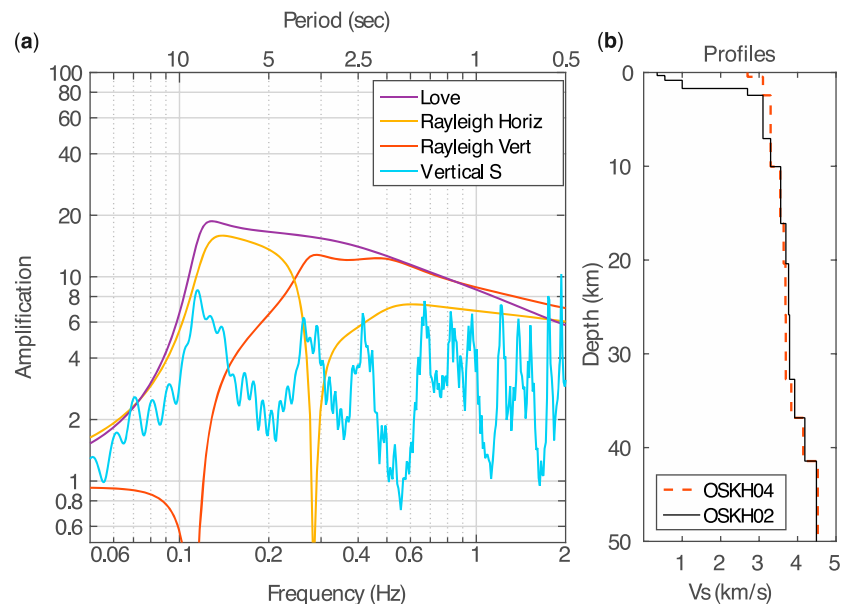 (a)
Period (sec)
10 5 2.5 1 0.5
100
80
60
40
20
10
8
6
4
2
1
0.8
0.6
Amplification
Love
Rayleigh Horiz
Rayleigh Vert
Vertical S
0.06 0.1 0.2 0.4 0.6 1 2
Frequency (Hz)
(b)
Profiles
0
10
20
30
40
50
Depth (km)
OSKH04
OSKH02
1 2 3 4 5
Vs (km/s)